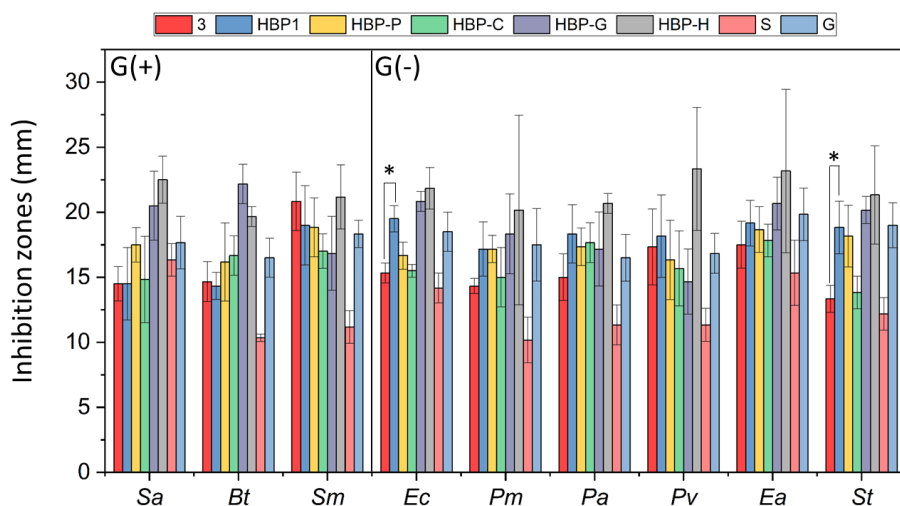 3 HBP1 HBP-P HBP-C HBP-G HBP-H S G
G(+) G(-)
Inhibition zones (mm)
30
25
20
15
10
5
0
* *
Sa Bt Sm Ec Pm Pa Pv Ea St